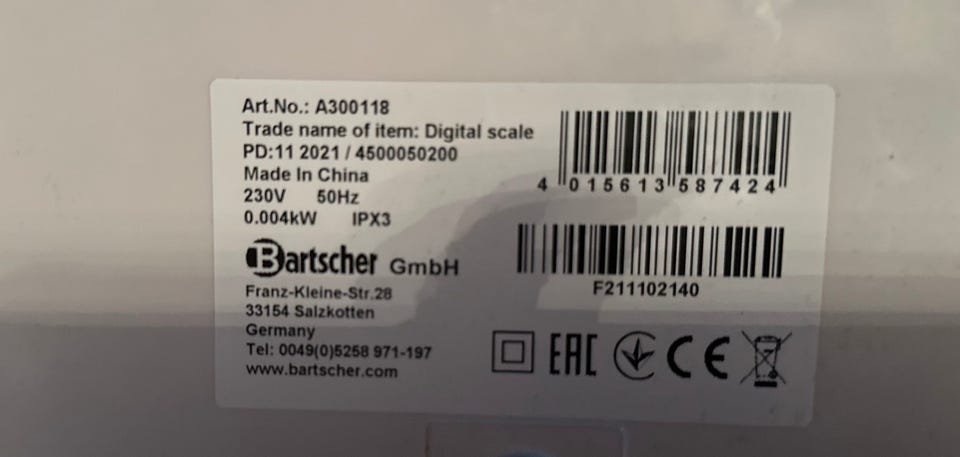 Art.No.: A300118
Trade name of item: Digital scale
PD:11 2021 / 4500050200
Made In China
230V 50Hz
0.004kW IPX3
Bartscher GmbH
Franz-Kleine-Str.28
33154 Salzkotten
Germany
Tel: 0049(0)5258 971-197
www.bartscher.com
4 015613 587424
F211102140
EAC CE